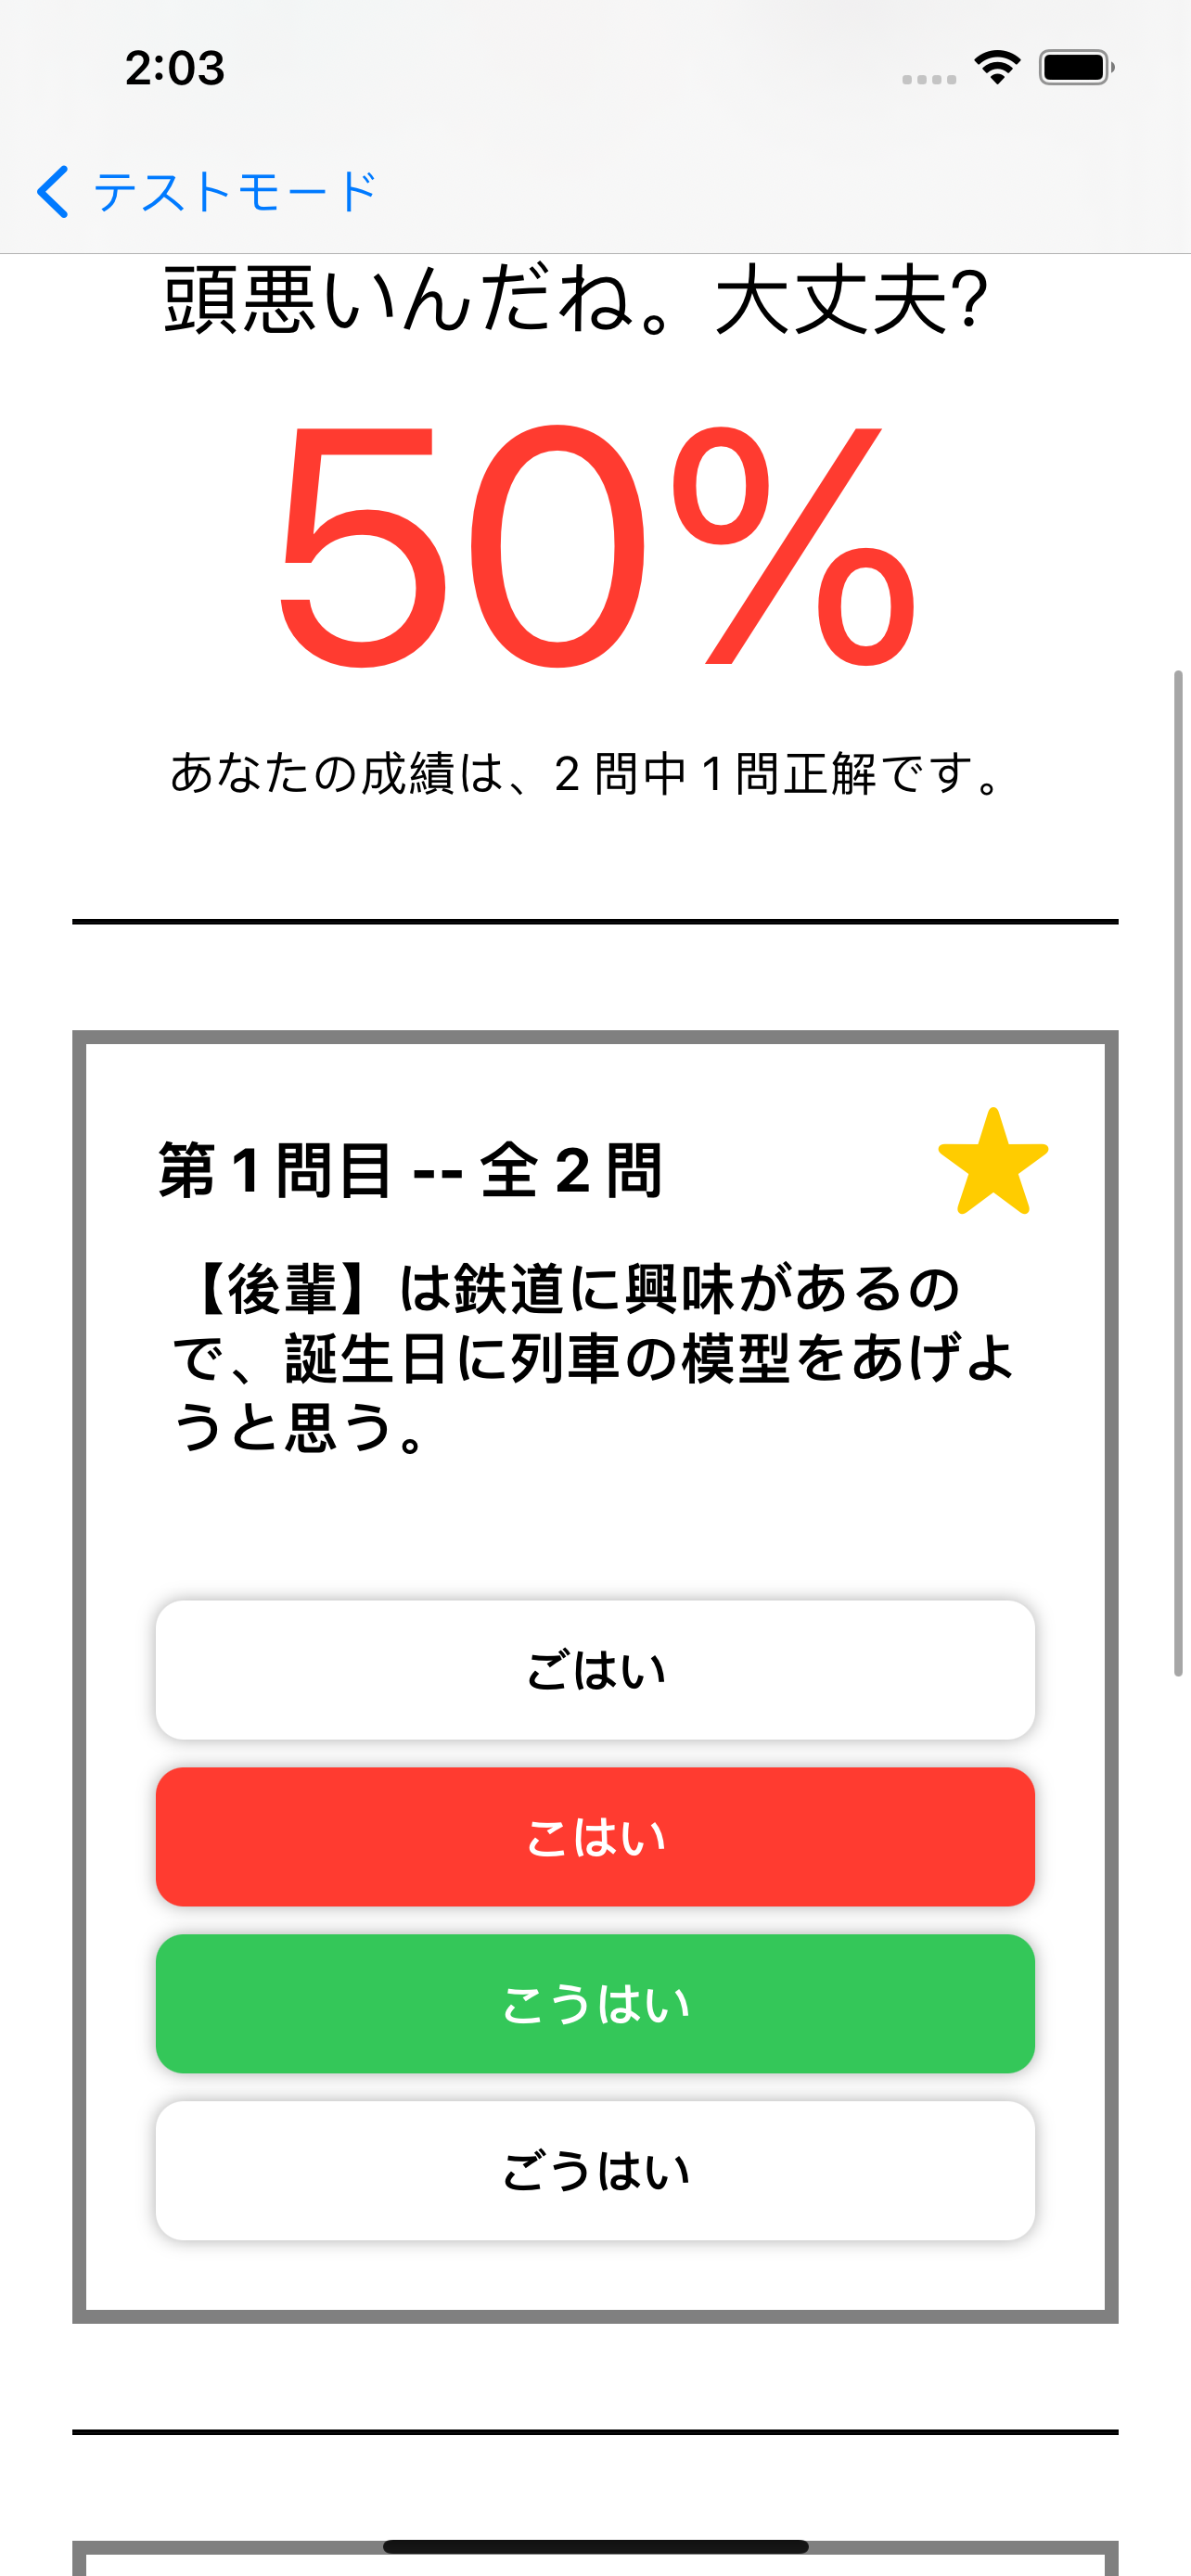 2:03
テストモード
頭悪いんだね。大丈夫?
50%
あなたの成績は、2 問中 1 問正解です。
第 1 問目 -- 全 2 問
【後輩】は鉄道に興味があるの
で、誕生日に列車の模型をあげよ
うと思う。
ごはい
こはい
こうはい
ごうはい